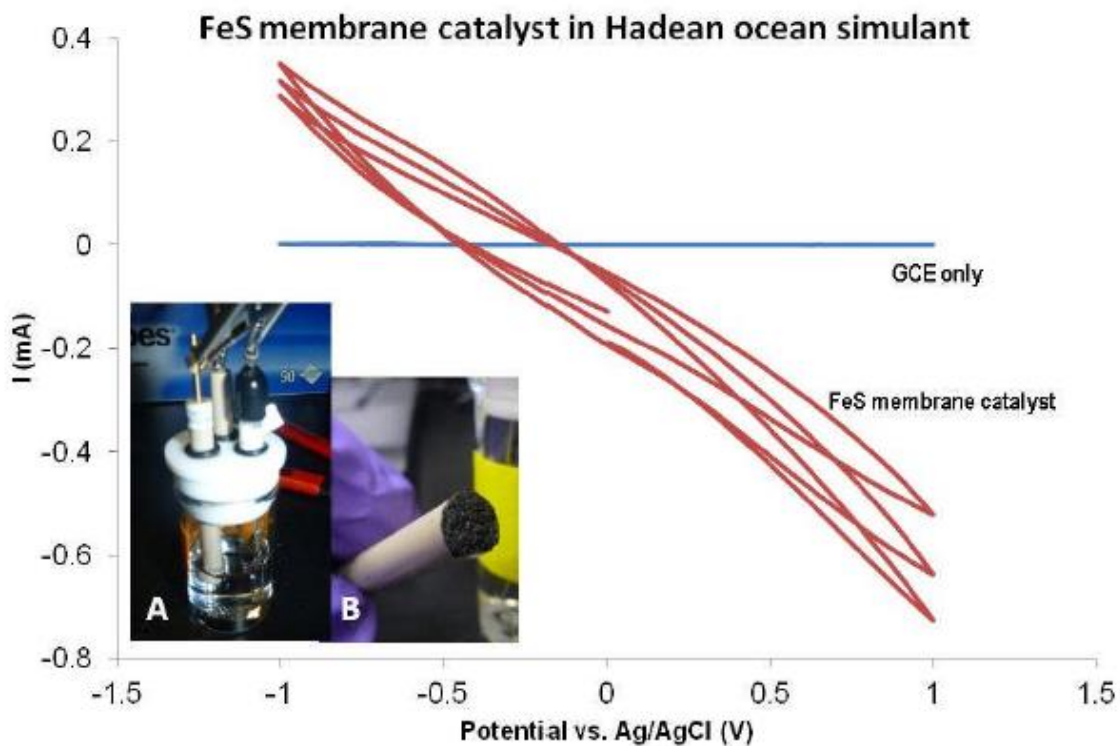 FeS membrane catalyst in Hadean ocean simulant
0.4
0.2
0
-0.2
-0.4
-0.6
-0.8
I (mA)
GCE only
FeS membrane catalyst
50
A
B
-1.5
-1
-0.5
0
0.5
1
1.5
Potential vs. Ag/AgCl (V)